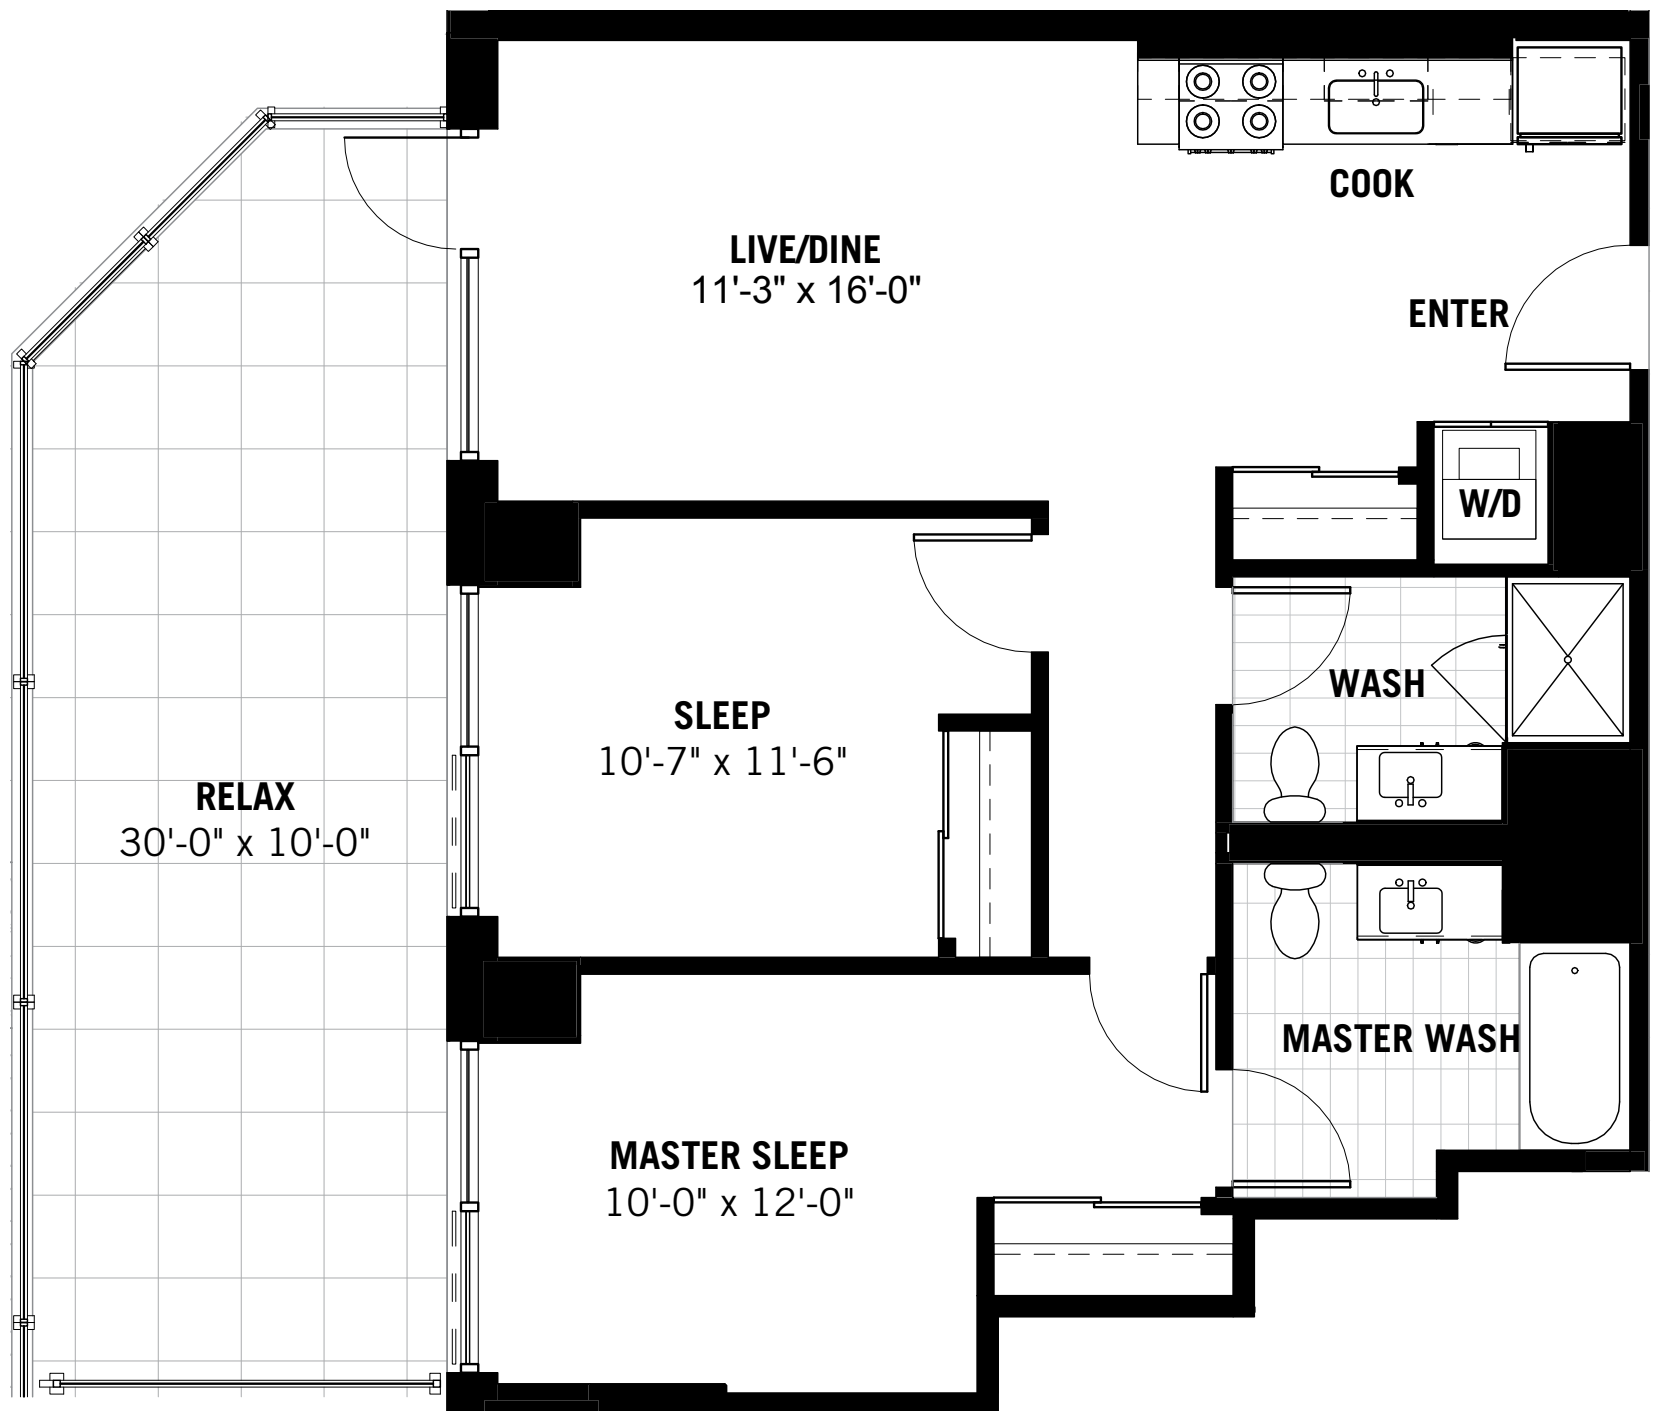 COOK
LIVE/DINE
11'-3" x 16'-0"
ENTER
W/D
WASH
SLEEP
10'-7" x 11'-6"
RELAX
30'-0" x 10'-0"
MASTER WASH
MASTER SLEEP
10'-0" x 12'-0"